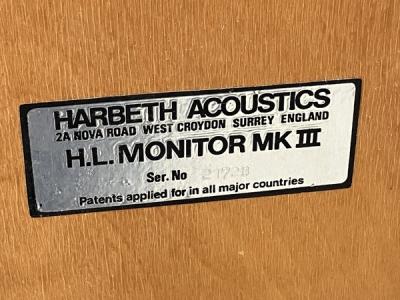 HARBETH ACOUSTICS
2A NOVA ROAD WEST CROYDON SURREY ENGLAND
H.L. MONITOR MK III
Ser. No
Patents applied for in all major countries